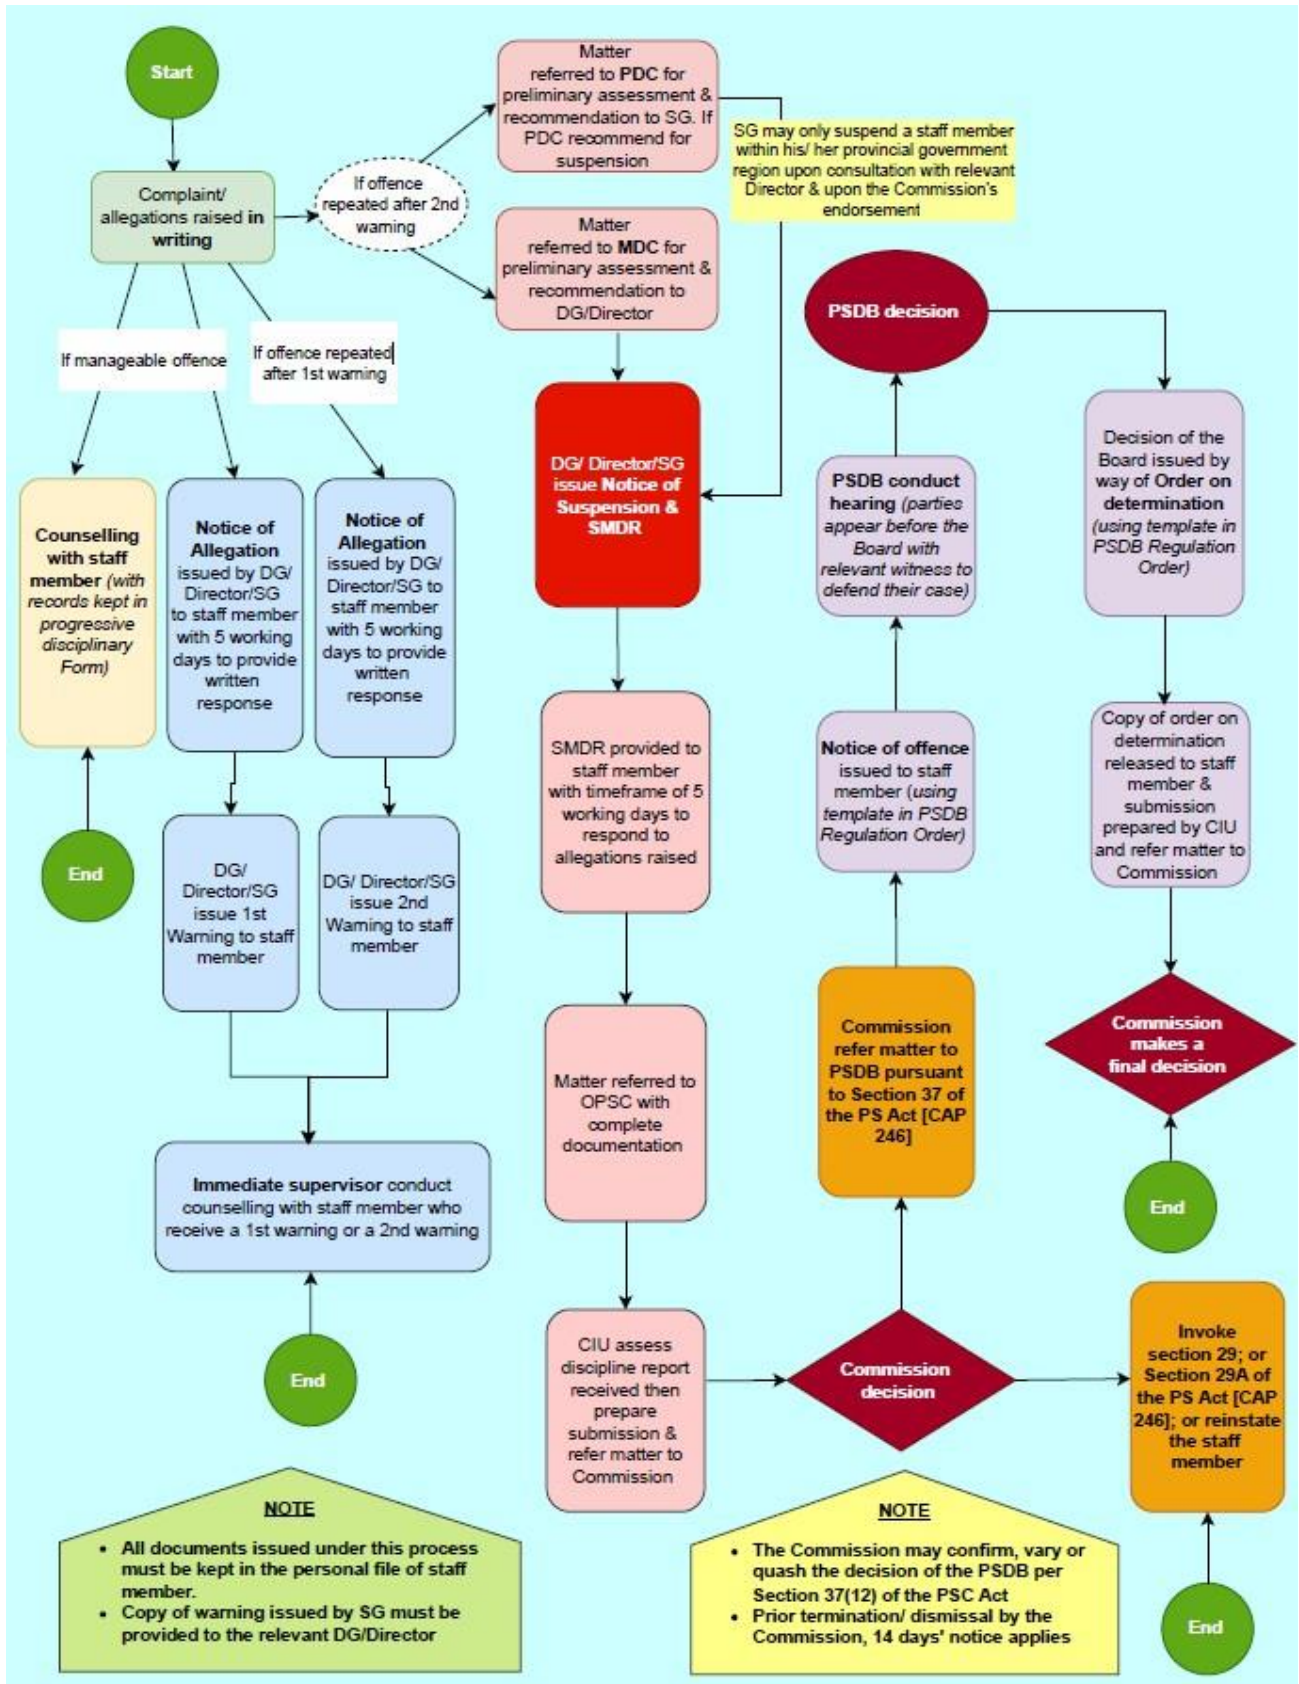 Start
Complaint/
allegations raised in
writing
If offence
repeated after 2nd
warning
Matter
referred to PDC for
preliminary assessment &
recommendation to SG. If
PDC recommend for
suspension
SG may only suspend a staff member
within his/ her provincial government
region upon consultation with relevant
Director & upon the Commission's
endorsement
Matter
referred to MDC for
preliminary assessment &
recommendation to
DG/Director
If manageable offence
If offence repeated
after 1st warning
Counselling
with staff
member (with
records kept in
progressive
disciplinary
Form)
End
Notice of
Allegation
issued by DG/
Director/SG
to staff member
with 5 working
days to provide
written
response
Notice of
Allegation
issued by DG/
Director/SG to
staff member
with 5 working
days to provide
written
response
DG/
Director/SG
issue 1st
Warning to staff
member
DG/ Director/SG
issue 2nd
Warning to staff
member
Immediate supervisor conduct
counselling with staff member who
receive a 1st warning or a 2nd warning
End
DG/ Director/SG
issue Notice of
Suspension &
SMDR
SMDR provided to
staff member
with timeframe of 5
working days to
respond to
allegations raised
Matter referred to
OPSC with
complete
documentation
CIU assess
discipline report
received then
prepare
submission &
refer matter to
Commission
Commission
decision
Commission
refer matter to
PSDB pursuant
to Section 37 of
the PS Act [CAP
246]
Notice of offence
issued to staff
member (using
template in PSDB
Regulation Order)
PSDB conduct
hearing (parties
appear before the
Board with
relevant witness to
defend their case)
PSDB decision
Decision of the
Board issued by
way of Order on
determination
(using template in
PSDB Regulation
Order)
Copy of order on
determination
released to staff
member &
submission
prepared by CIU
and refer matter to
Commission
Commission
makes a
final decision
End
Invoke
section 29; or
Section 29A of
the PS Act [CAP
246]; or reinstate
the staff
member
End
NOTE
• All documents issued under this process
must be kept in the personal file of staff
member.
• Copy of warning issued by SG must be
provided to the relevant DG/Director
NOTE
• The Commission may confirm, vary or
quash the decision of the PSDB per
Section 37(12) of the PSC Act
• Prior termination/ dismissal by the
Commission, 14 days' notice applies